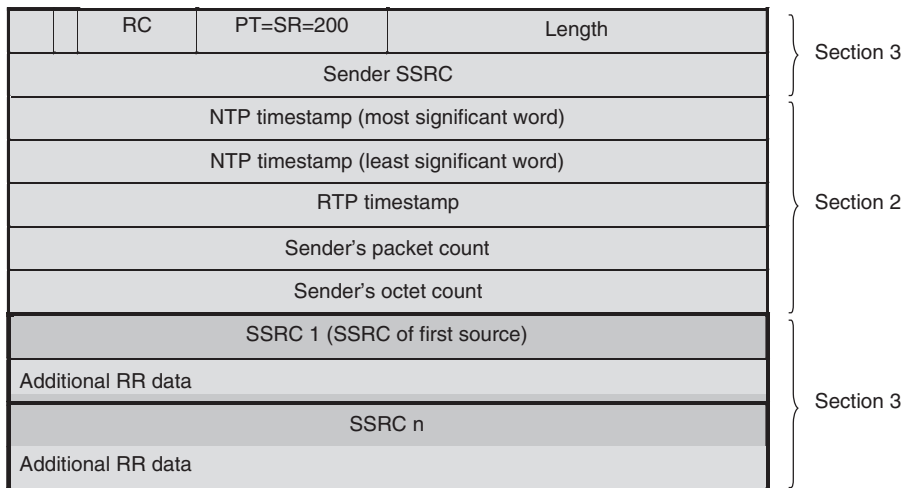 RC PT=SR=200 Length
Section 3
Sender SSRC
NTP timestamp (most significant word)
NTP timestamp (least significant word)
RTP timestamp
Section 2
Sender's packet count
Sender's octet count
SSRC 1 (SSRC of first source)
Additional RR data
Section 3
SSRC n
Additional RR data